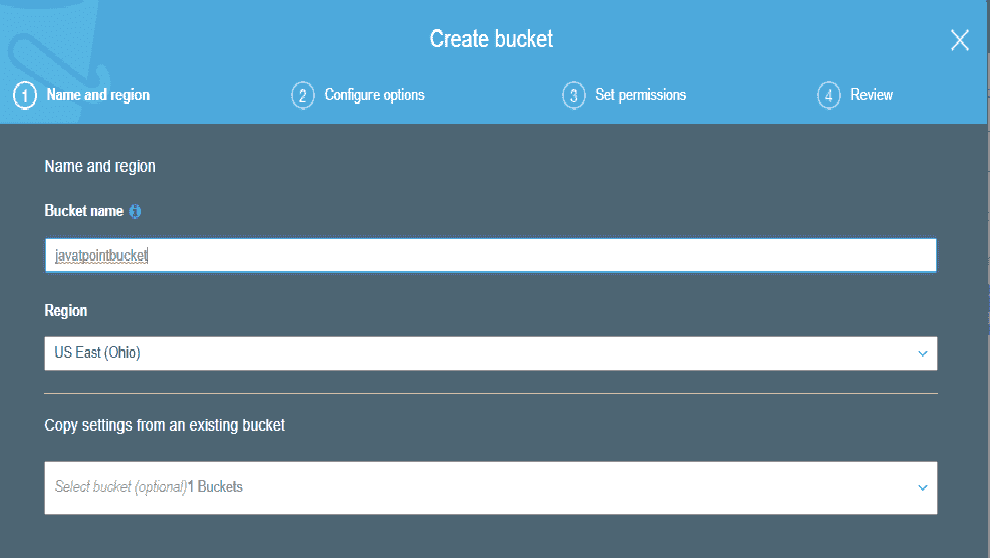 Create bucket
1 Name and region 2 Configure options 3 Set permissions 4 Review
Name and region
Bucket name i
javatpointbucket
Region
US East (Ohio)
Copy settings from an existing bucket
Select bucket (optional)1 Buckets